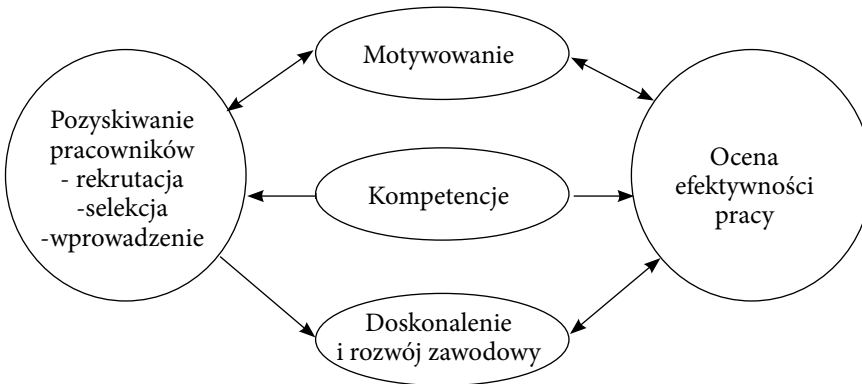 Motywowanie
Pozyskiwanie
pracowników
- rekrutacja
-selekcja
-wprowadzenie
Kompetencje
Ocena
efektywności
pracy
Doskonalenie
i rozwój zawodowy